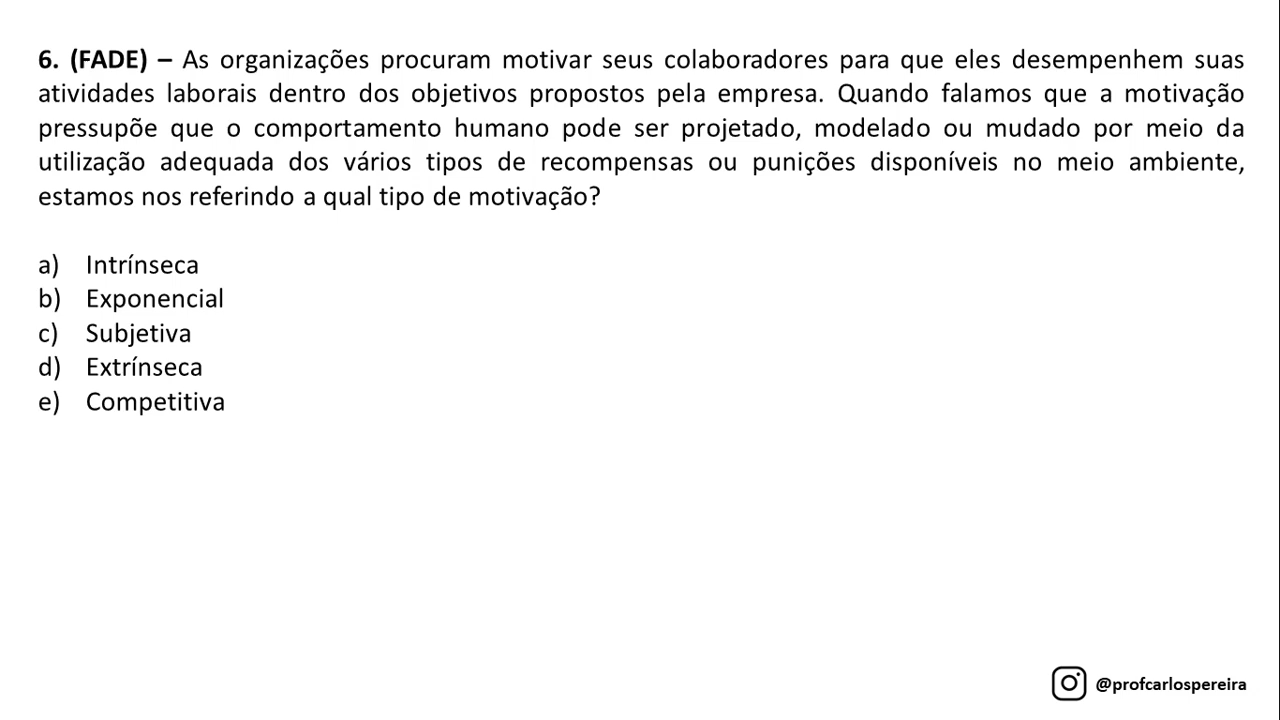 6. (FADE) – As organizações procuram motivar seus colaboradores para que eles desempenhem suas
atividades laborais dentro dos objetivos propostos pela empresa. Quando falamos que a motivação
pressupõe que o comportamento humano pode ser projetado, modelado ou mudado por meio da
utilização adequada dos vários tipos de recompensas ou punições disponíveis no meio ambiente,
estamos nos referindo a qual tipo de motivação?
a) Intrínseca
b) Exponencial
c) Subjetiva
d) Extrínseca
e) Competitiva
@profcarlospereira